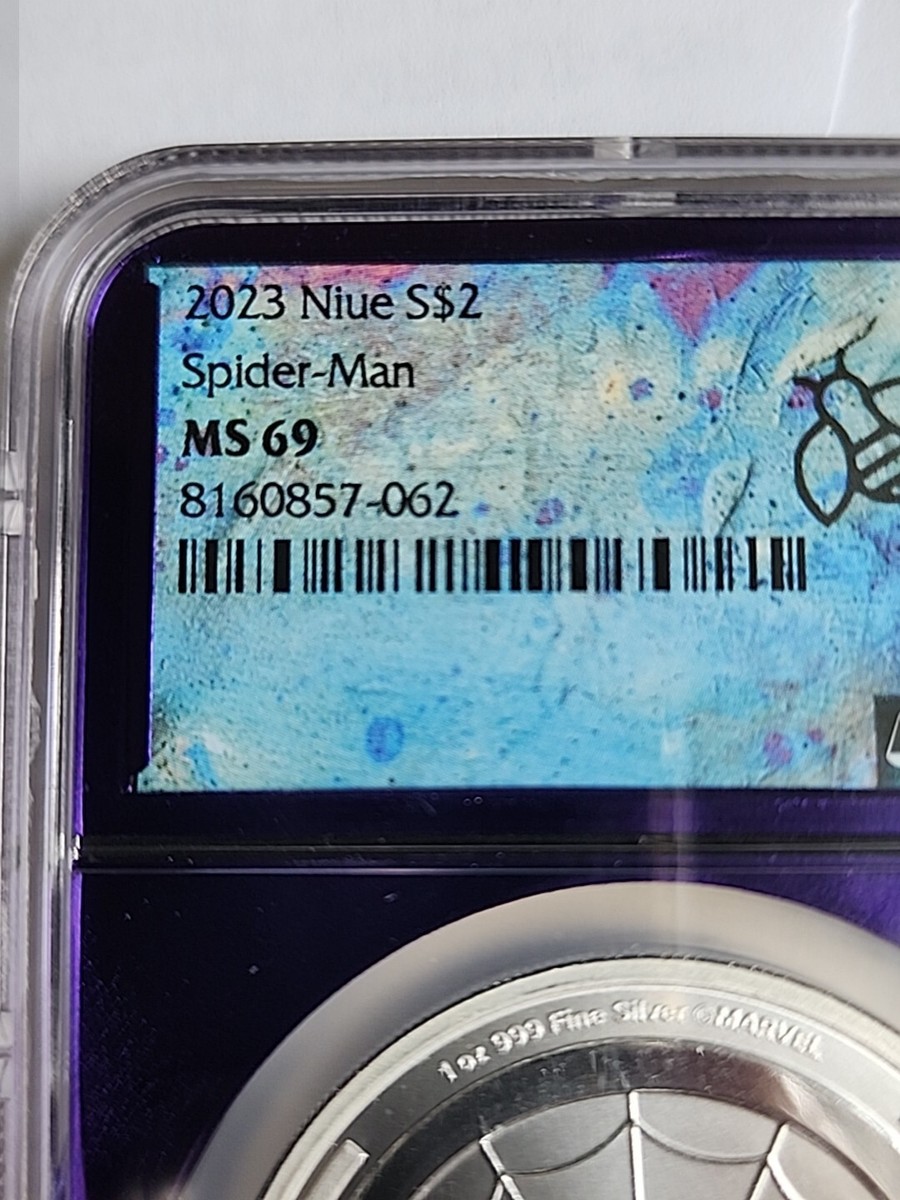 2023 Niue S$2
Spider-Man
MS 69
8160857-062
1 oz 999 Fine Silver ©MARVEL